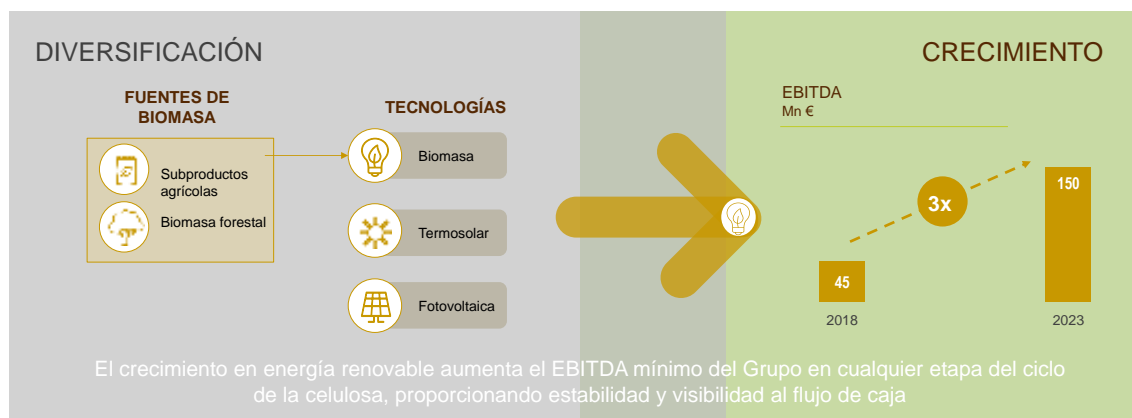 DIVERSIFICACIÓN
FUENTES DE
BIOMASA
Subproductos
agrícolas
Biomasa forestal
TECNOLOGÍAS
Biomasa
Termosolar
Fotovoltaica
CRECIMIENTO
EBITDA
Mn €
3x
45
150
2018
2023
El crecimiento en energía renovable aumenta el EBITDA mínimo del Grupo en cualquier etapa del ciclo
de la celulosa, proporcionando estabilidad y visibilidad al flujo de caja